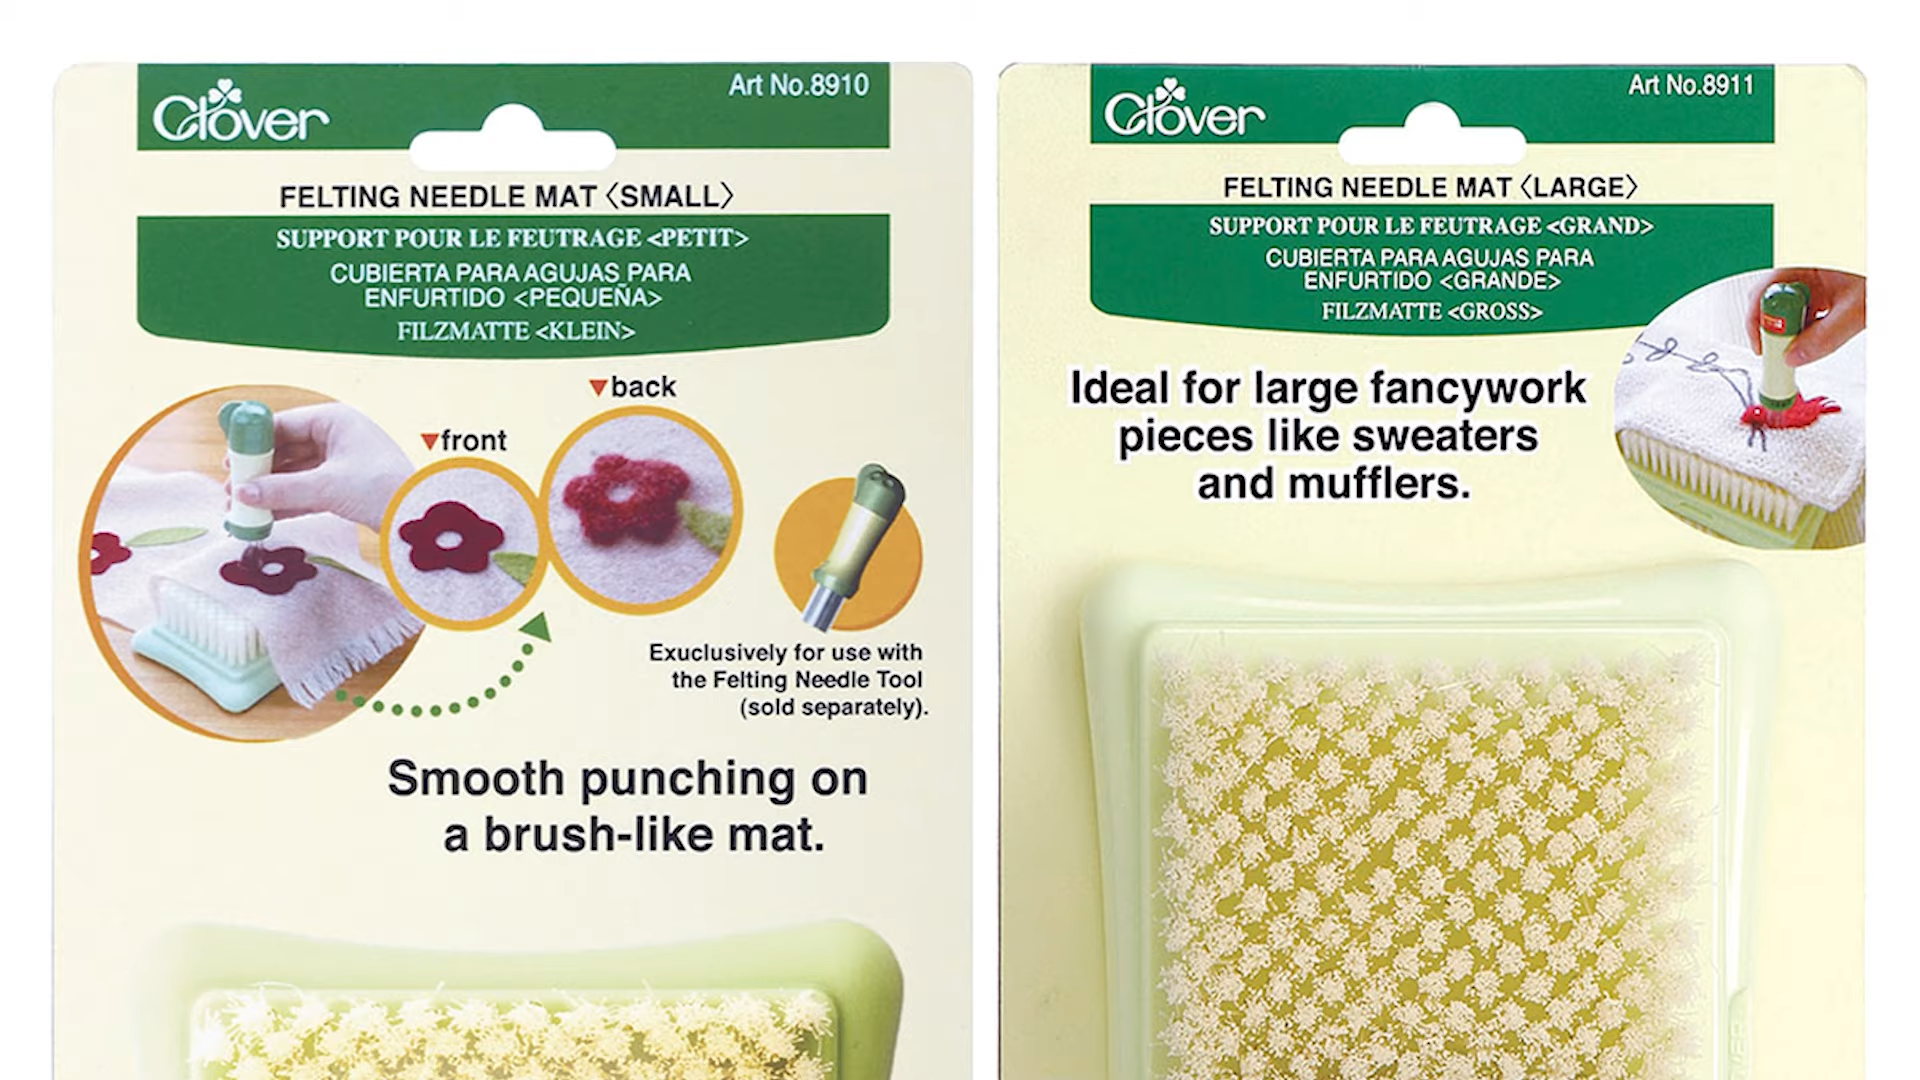 Clover
Art No.8910
FELTING NEEDLE MAT〈SMALL〉
SUPPORT POUR LE FEUTRAGE <PETIT>
CUBIERTA PARA AGUJAS PARA
ENFURTIDO <PEQUEÑA>
FILZMATTE <KLEIN>
▼back
▼front
Exuclusively for use with
the Felting Needle Tool
(sold separately).
Smooth punching on
a brush-like mat.
Clover
Art No.8911
FELTING NEEDLE MAT〈LARGE〉
SUPPORT POUR LE FEUTRAGE <GRAND>
CUBIERTA PARA AGUJAS PARA
ENFURTIDO <GRANDE>
FILZMATTE <GROSS>
Ideal for large fancywork
pieces like sweaters
and mufflers.